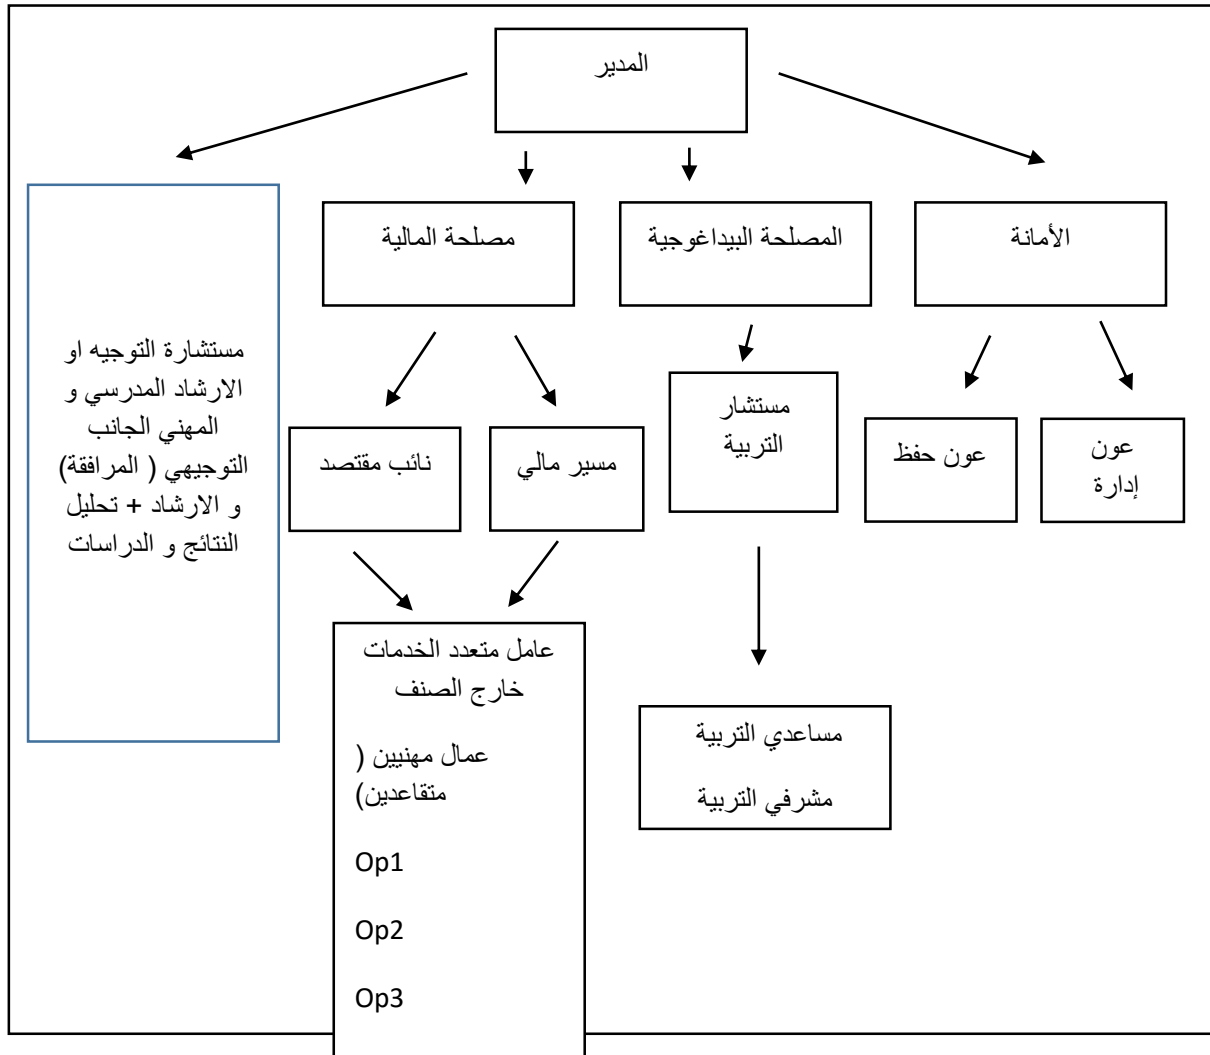 المدير
الأمانة
المصلحة البيداغوجية
مصلحة المالية
مستشارة التوجيه او
الارشاد المدرسي و
المهني الجانب
التوجيهي ( المرافقة)
و الارشاد + تحليل
النتائج و الدراسات
عون
إدارة
عون حفظ
مستشار
التربية
مسير مالي
نائب مقتصد
مساعدي التربية
مشرفي التربية
عامل متعدد الخدمات
خارج الصنف
عمال مهنيين (
متقاعدين)
Op1
Op2
Op3